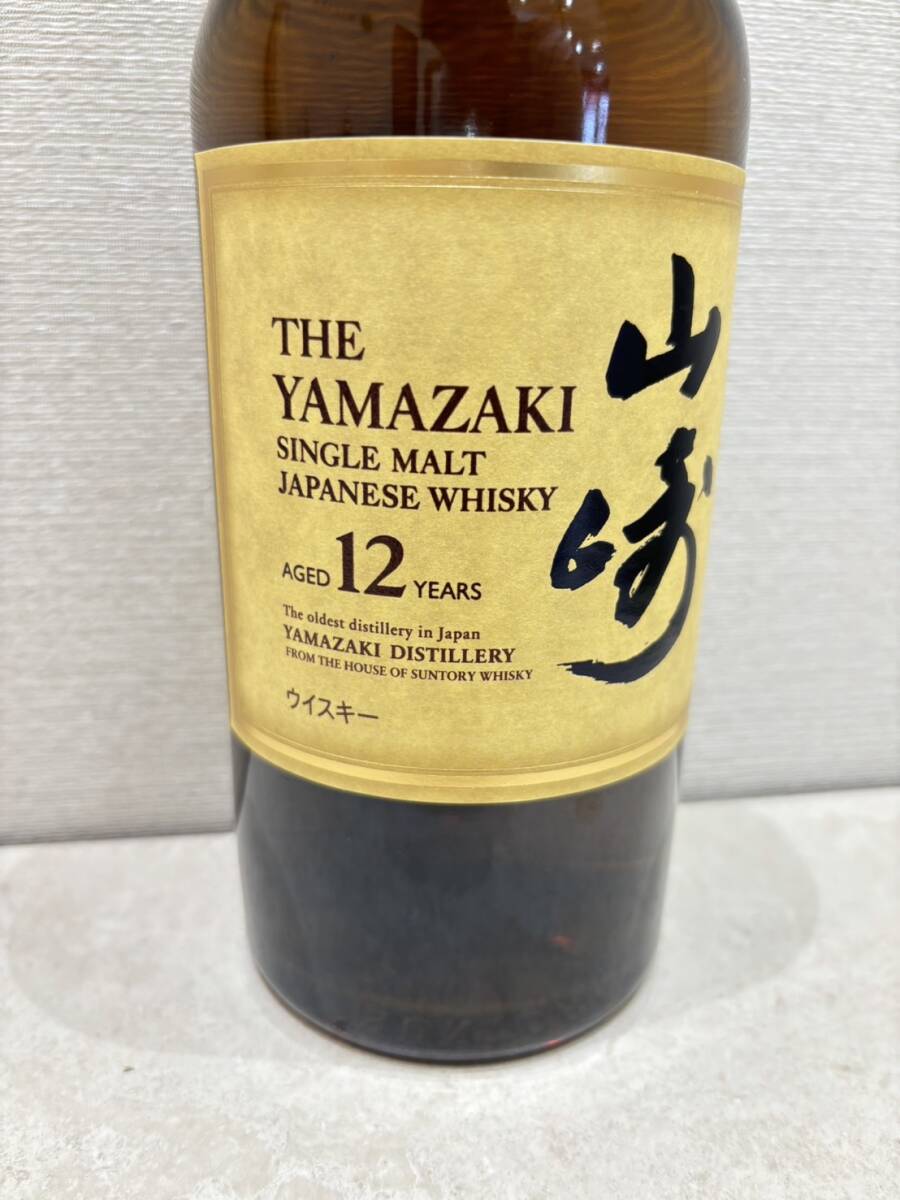 THE
YAMAZAKI
SINGLE MALT
JAPANESE WHISKY
AGED 12 YEARS
The oldest distillery in Japan
YAMAZAKI DISTILLERY
FROM THE HOUSE OF SUNTORY WHISKY
ウイスキー
山崎